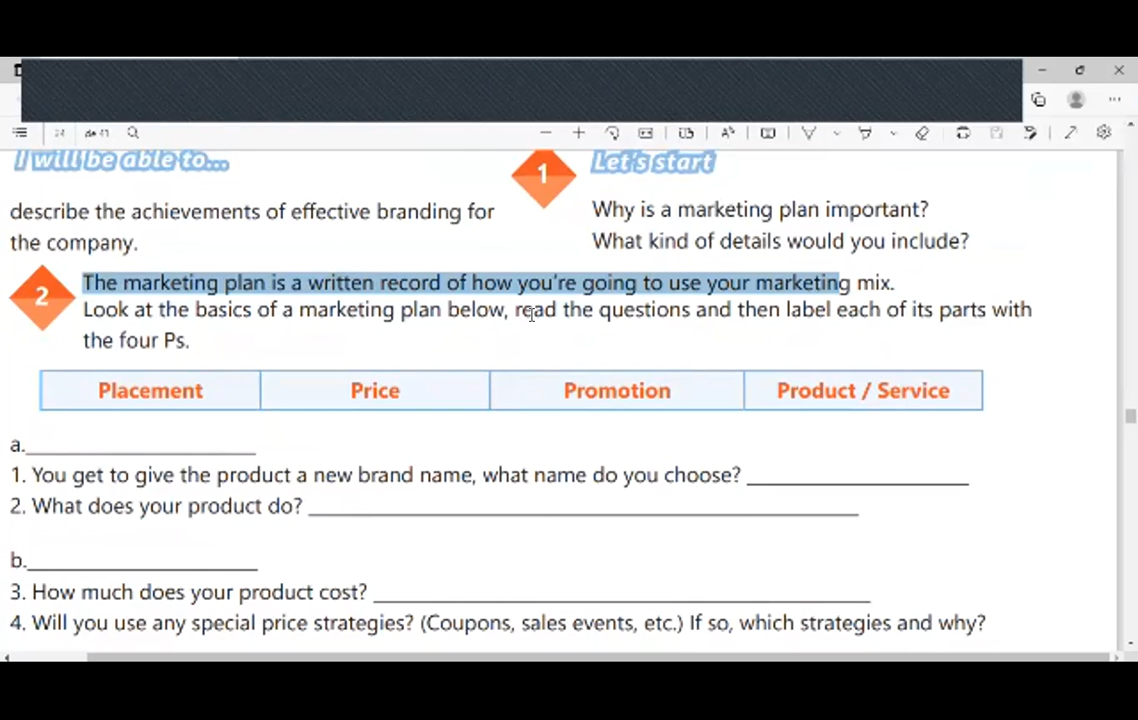 I will be able to...
describe the achievements of effective branding for
the company.
1
Let's start
Why is a marketing plan important?
What kind of details would you include?
2
The marketing plan is a written record of how you're going to use your marketing mix.
Look at the basics of a marketing plan below, read the questions and then label each of its parts with
the four Ps.
Placement Price Promotion Product / Service
a.____________________
1. You get to give the product a new brand name, what name do you choose? ____________________
2. What does your product do? ____________________
b.____________________
3. How much does your product cost? ____________________
4. Will you use any special price strategies? (Coupons, sales events, etc.) If so, which strategies and why?